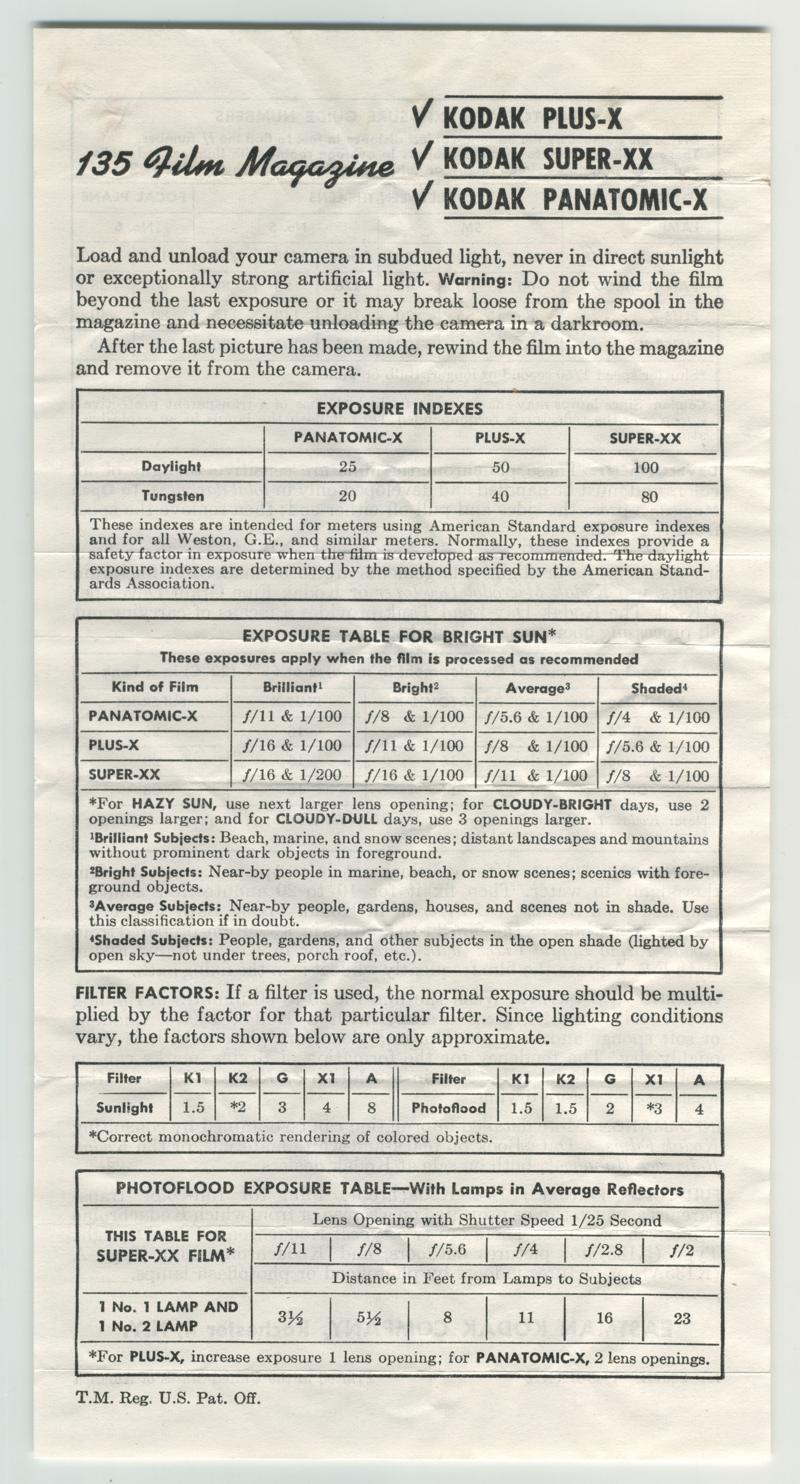 135 Film Magazine
✓ KODAK PLUS-X
✓ KODAK SUPER-XX
✓ KODAK PANATOMIC-X
Load and unload your camera in subdued light, never in direct sunlight
or exceptionally strong artificial light. Warning: Do not wind the film
beyond the last exposure or it may break loose from the spool in the
magazine and necessitate unloading the camera in a darkroom.
After the last picture has been made, rewind the film into the magazine
and remove it from the camera.
EXPOSURE INDEXES
PANATOMIC-X PLUS-X SUPER-XX
Daylight 25 50 100
Tungsten 20 40 80
These indexes are intended for meters using American Standard exposure indexes
and for all Weston, G.E., and similar meters. Normally, these indexes provide a
safety factor in exposure when the film is developed as recommended. The daylight
exposure indexes are determined by the method specified by the American Stand-
ards Association.
EXPOSURE TABLE FOR BRIGHT SUN*
These exposures apply when the film is processed as recommended
Kind of Film Brilliant¹ Bright² Average³ Shaded⁴
PANATOMIC-X f/11 & 1/100 f/8 & 1/100 f/5.6 & 1/100 f/4 & 1/100
PLUS-X f/16 & 1/100 f/11 & 1/100 f/8 & 1/100 f/5.6 & 1/100
SUPER-XX f/16 & 1/200 f/16 & 1/100 f/11 & 1/100 f/8 & 1/100
*For HAZY SUN, use next larger lens opening; for CLOUDY-BRIGHT days, use 2
openings larger; and for CLOUDY-DULL days, use 3 openings larger.
¹Brilliant Subjects: Beach, marine, and snow scenes; distant landscapes and mountains
without prominent dark objects in foreground.
²Bright Subjects: Near-by people in marine, beach, or snow scenes; scenics with fore-
ground objects.
³Average Subjects: Near-by people, gardens, houses, and scenes not in shade. Use
this classification if in doubt.
⁴Shaded Subjects: People, gardens, and other subjects in the open shade (lighted by
open sky—not under trees, porch roof, etc.).
FILTER FACTORS: If a filter is used, the normal exposure should be multi-
plied by the factor for that particular filter. Since lighting conditions
vary, the factors shown below are only approximate.
Filter K1 K2 G X1 A Filter K1 K2 G X1 A
Sunlight 1.5 *2 3 4 8 Photoflood 1.5 1.5 2 *3 4
*Correct monochromatic rendering of colored objects.
PHOTOFLOOD EXPOSURE TABLE—With Lamps in Average Reflectors
THIS TABLE FOR
SUPER-XX FILM*
Lens Opening with Shutter Speed 1/25 Second
f/11 f/8 f/5.6 f/4 f/2.8 f/2
Distance in Feet from Lamps to Subjects
1 No. 1 LAMP AND
1 No. 2 LAMP
3½ 5½ 8 11 16 23
*For PLUS-X, increase exposure 1 lens opening; for PANATOMIC-X, 2 lens openings.
T.M. Reg. U.S. Pat. Off.